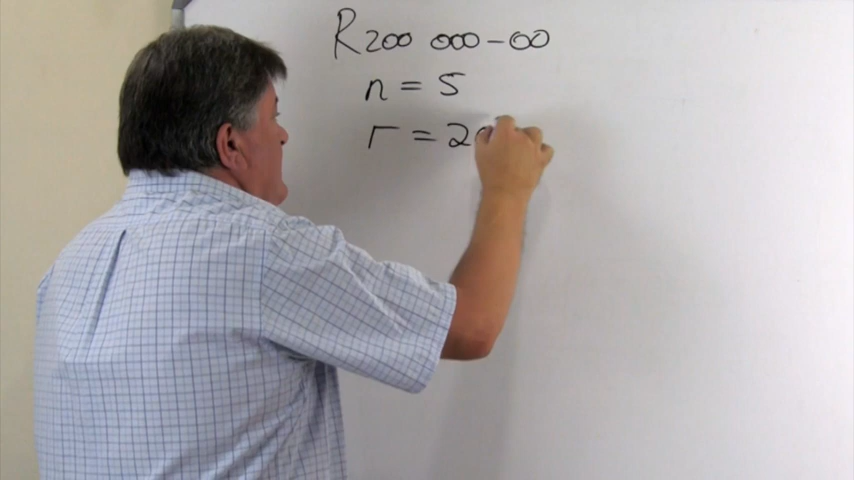 R200 000-00
n = 5
r = 20